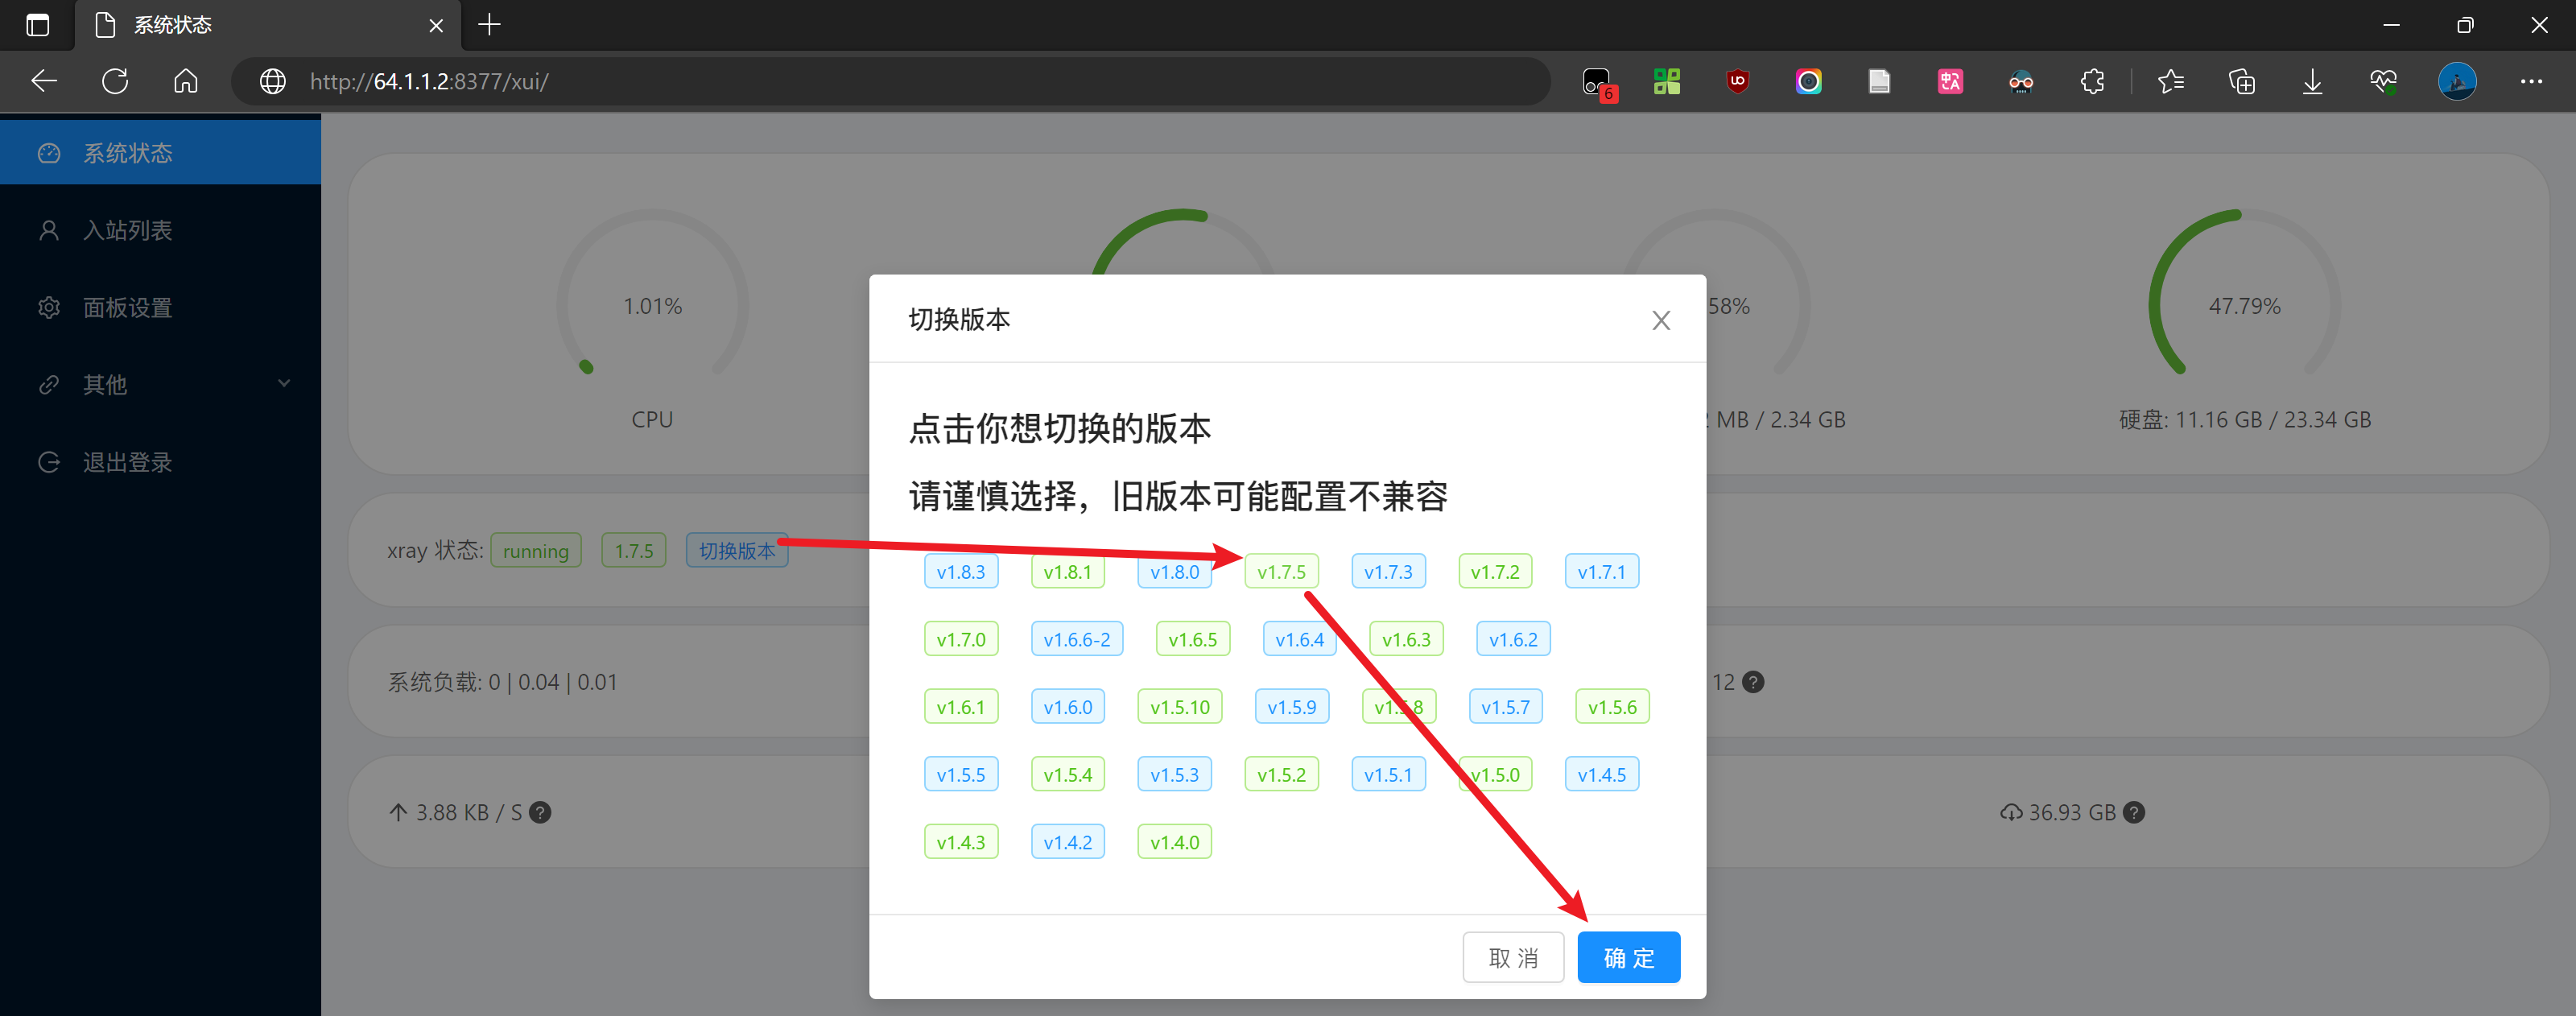 系统状态
http://64.1.1.2:8377/xui/
6
系统状态
入站列表
面板设置
其他
退出登录
1.01%
58%
47.79%
CPU
MB / 2.34 GB
硬盘: 11.16 GB / 23.34 GB
切换版本
点击你想切换的版本
请谨慎选择，旧版本可能配置不兼容
xray 状态: running 1.7.5 切换版本
v1.8.3 v1.8.1 v1.8.0 v1.7.5 v1.7.3 v1.7.2 v1.7.1
v1.7.0 v1.6.6-2 v1.6.5 v1.6.4 v1.6.3 v1.6.2
v1.6.1 v1.6.0 v1.5.10 v1.5.9 v1.5.8 v1.5.7 v1.5.6
v1.5.5 v1.5.4 v1.5.3 v1.5.2 v1.5.1 v1.5.0 v1.4.5
v1.4.3 v1.4.2 v1.4.0
系统负载: 0 | 0.04 | 0.01
12
3.88 KB / S
36.93 GB
取 消
确 定